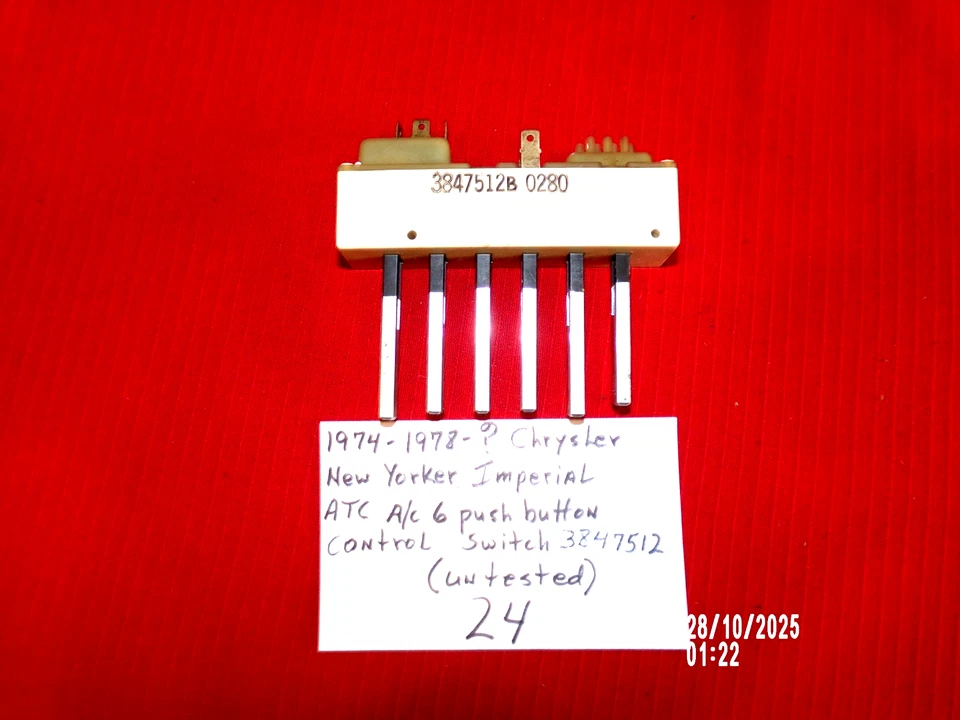 3847512B 0280
1974-1978-? Chrysler
New Yorker Imperial
ATC A/c 6 push button
Control Switch 3847512
(untested)
24
28/10/2025
01:22